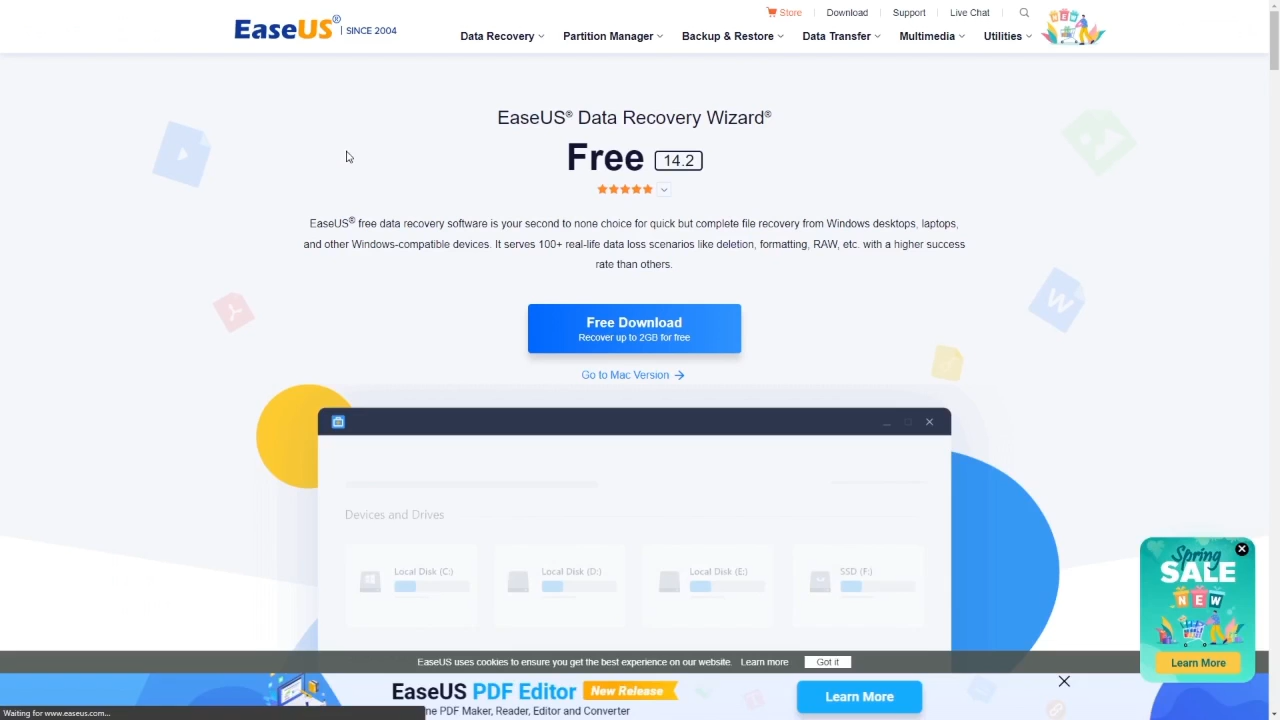 Store
Download
Support
Live Chat
EaseUS® | SINCE 2004
Data Recovery
Partition Manager
Backup & Restore
Data Transfer
Multimedia
Utilities
NEW
EaseUS® Data Recovery Wizard®
Free 14.2
EaseUS® free data recovery software is your second to none choice for quick but complete file recovery from Windows desktops, laptops,
and other Windows-compatible devices. It serves 100+ real-life data loss scenarios like deletion, formatting, RAW, etc. with a higher success
rate than others.
Free Download
Recover up to 2GB for free
Go to Mac Version →
W
Devices and Drives
Local Disk (C:)
Local Disk (D:)
Local Disk (E:)
SSD (F:)
Spring
SALE
NEW
Learn More
EaseUS uses cookies to ensure you get the best experience on our website. Learn more
Got it
EaseUS PDF Editor New Release
PDF Maker, Reader, Editor and Converter
Learn More
Waiting for www.easeus.com...